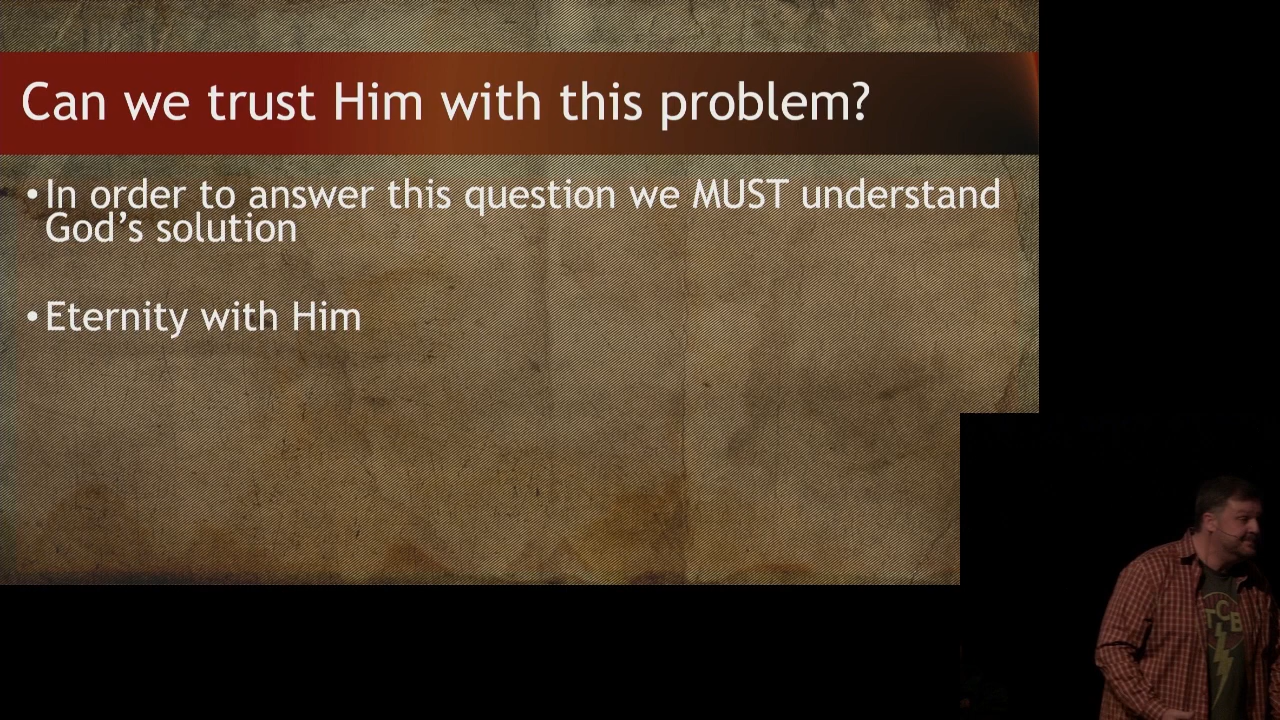 Can we trust Him with this problem?
•In order to answer this question we MUST understand
God’s solution
•Eternity with Him
TCB